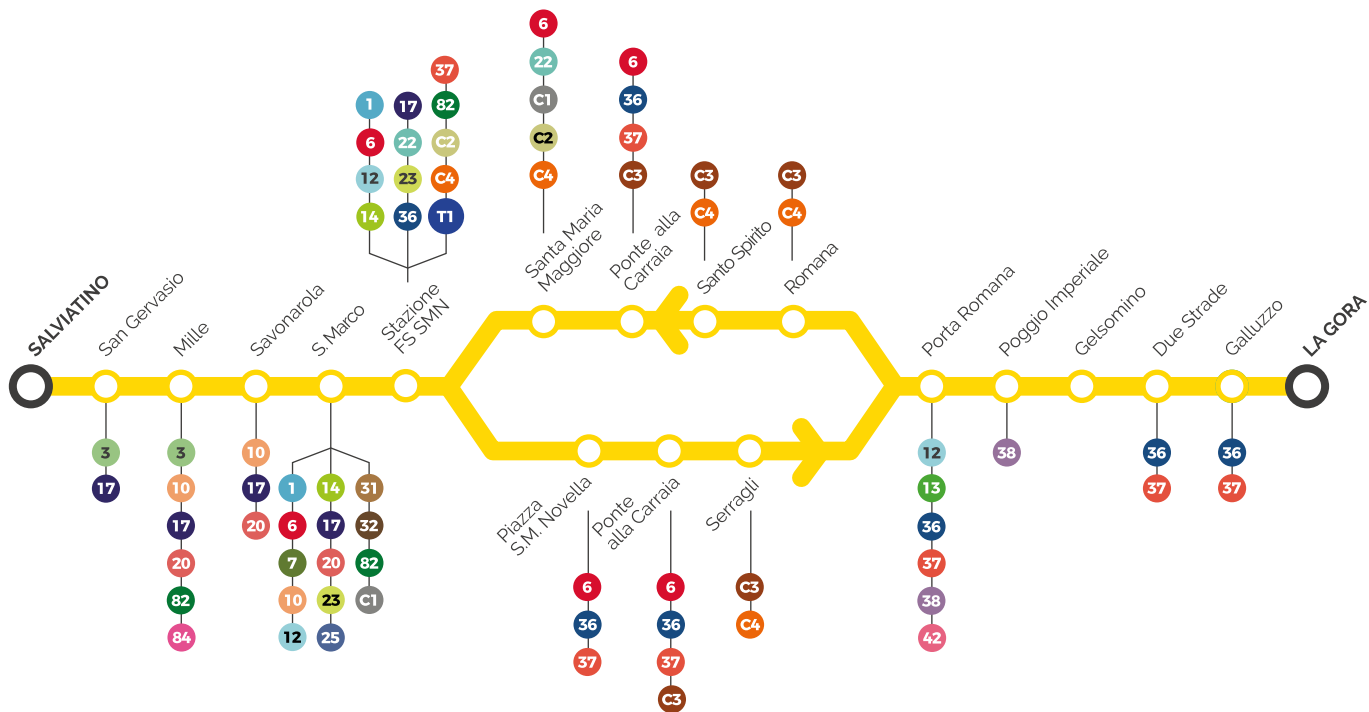 SALVIATINO
San Gervasio
3
17
Mille
3
10
17
20
82
84
Savonarola
10
17
20
S. Marco
1
6
7
10
12
14
17
20
23
25
31
32
82
C1
Stazione
FS SMN
1
6
12
14
17
22
23
36
37
82
C2
C4
T1
Santa Maria
Maggiore
6
22
C1
C2
C4
Ponte alla
Carraia
6
36
37
C3
Santo Spirito
C3
C4
Romana
C3
C4
Piazza
S.M. Novella
6
36
37
Ponte
alla Carraia
6
36
37
C3
Serragli
C3
C4
Porta Romana
12
13
36
37
38
42
Poggio Imperiale
38
Gelsomino
Due Strade
36
37
Galluzzo
36
37
LA GORA